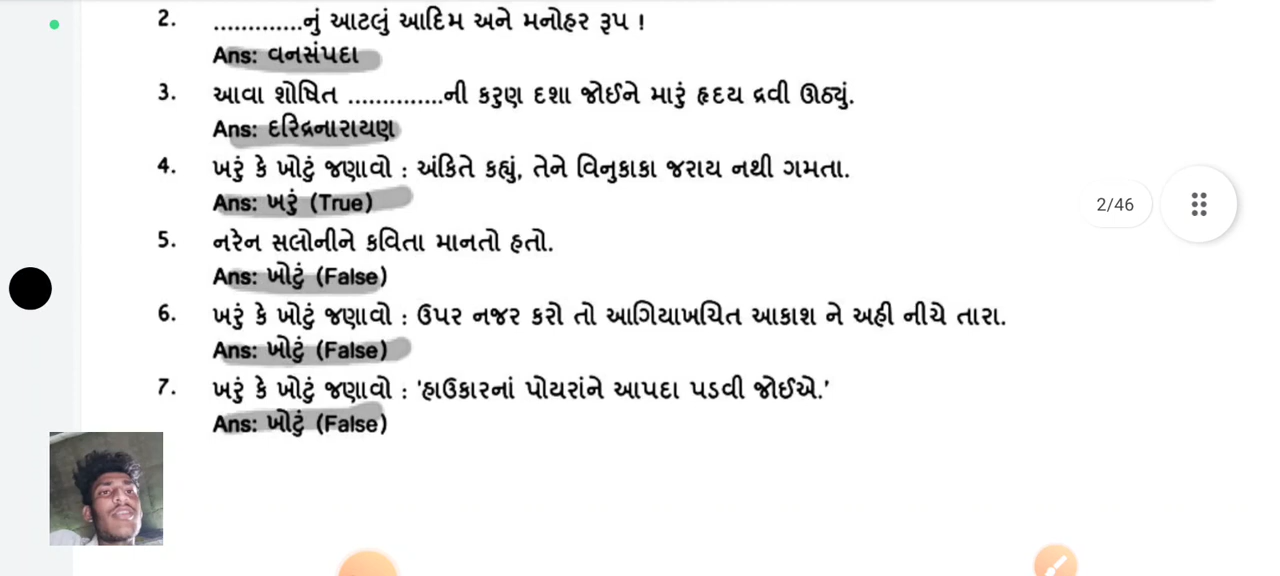 2. .............નું આટલું આદિમ અને મનોહર રૂપ !
Ans: વનસંપદા
3. આવા શોષિત ..............ની કરુણ દશા જોઈને મારું હૃદય દ્રવી ઊઠ્યું.
Ans: દરિદ્રનારાયણ
4. ખરું કે ખોટું જણાવો : અંકિતે કહ્યું, તેને વિનુકાકા જરાય નથી ગમતા.
Ans: ખરું (True)
2/46
5. નરેન સલોનીને કવિતા માનતો હતો.
Ans: ખોટું (False)
6. ખરું કે ખોટું જણાવો : ઉપર નજર કરો તો આગિયાખચિત આકાશ ને અહી નીચે તારા.
Ans: ખોટું (False)
7. ખરું કે ખોટું જણાવો : 'હાઉકારનાં પોયરાંને આપદા પડવી જોઈએ.'
Ans: ખોટું (False)